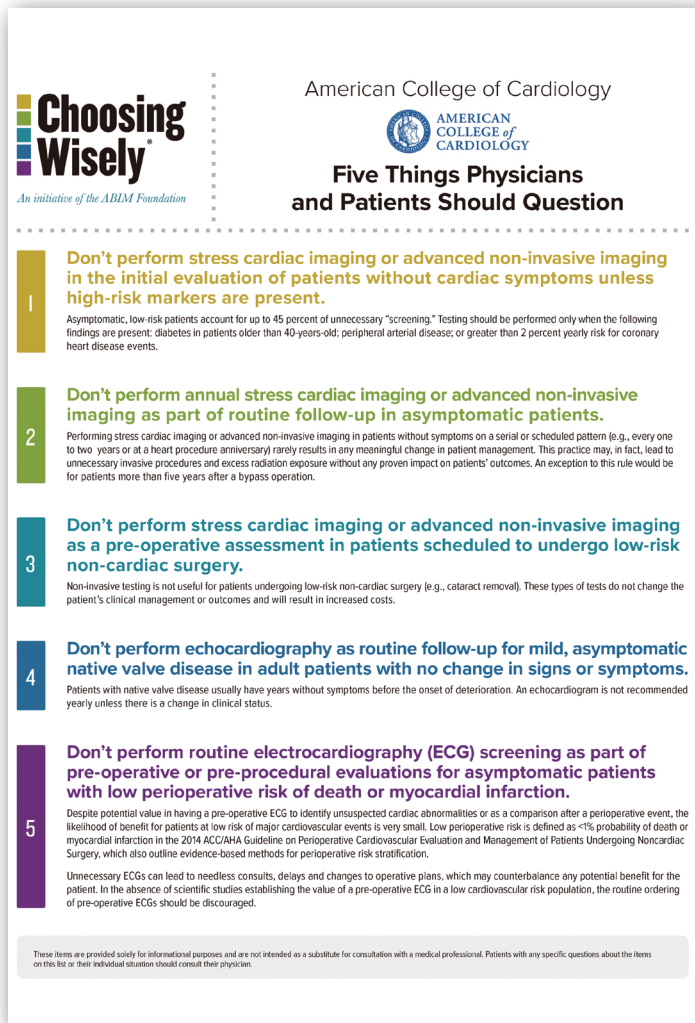 Choosing
Wisely®
An initiative of the ABIM Foundation
American College of Cardiology
AMERICAN
COLLEGE of
CARDIOLOGY
Five Things Physicians
and Patients Should Question
1
Don’t perform stress cardiac imaging or advanced non-invasive imaging
in the initial evaluation of patients without cardiac symptoms unless
high-risk markers are present.
Asymptomatic, low-risk patients account for up to 45 percent of unnecessary “screening.” Testing should be performed only when the following
findings are present: diabetes in patients older than 40-years-old; peripheral arterial disease; or greater than 2 percent yearly risk for coronary
heart disease events.
2
Don’t perform annual stress cardiac imaging or advanced non-invasive
imaging as part of routine follow-up in asymptomatic patients.
Performing stress cardiac imaging or advanced non-invasive imaging in patients without symptoms on a serial or scheduled pattern (e.g., every one
to two years or at a heart procedure anniversary) rarely results in any meaningful change in patient management. This practice may, in fact, lead to
unnecessary invasive procedures and excess radiation exposure without any proven impact on patients’ outcomes. An exception to this rule would be
for patients more than five years after a bypass operation.
3
Don’t perform stress cardiac imaging or advanced non-invasive imaging
as a pre-operative assessment in patients scheduled to undergo low-risk
non-cardiac surgery.
Non-invasive testing is not useful for patients undergoing low-risk non-cardiac surgery (e.g., cataract removal). These types of tests do not change the
patient’s clinical management or outcomes and will result in increased costs.
4
Don’t perform echocardiography as routine follow-up for mild, asymptomatic
native valve disease in adult patients with no change in signs or symptoms.
Patients with native valve disease usually have years without symptoms before the onset of deterioration. An echocardiogram is not recommended
yearly unless there is a change in clinical status.
5
Don’t perform routine electrocardiography (ECG) screening as part of
pre-operative or pre-procedural evaluations for asymptomatic patients
with low perioperative risk of death or myocardial infarction.
Despite potential value in having a pre-operative ECG to identify unsuspected cardiac abnormalities or as a comparison after a perioperative event, the
likelihood of benefit for patients at low risk of major cardiovascular events is very small. Low perioperative risk is defined as <1% probability of death or
myocardial infarction in the 2014 ACC/AHA Guideline on Perioperative Cardiovascular Evaluation and Management of Patients Undergoing Noncardiac
Surgery, which also outline evidence-based methods for perioperative risk stratification.
Unnecessary ECGs can lead to needless consults, delays and changes to operative plans, which may counterbalance any potential benefit for the
patient. In the absence of scientific studies establishing the value of a pre-operative ECG in a low cardiovascular risk population, the routine ordering
of pre-operative ECGs should be discouraged.
These items are provided solely for informational purposes and are not intended as a substitute for consultation with a medical professional. Patients with any specific questions about the items
on this list or their individual situation should consult their physician.